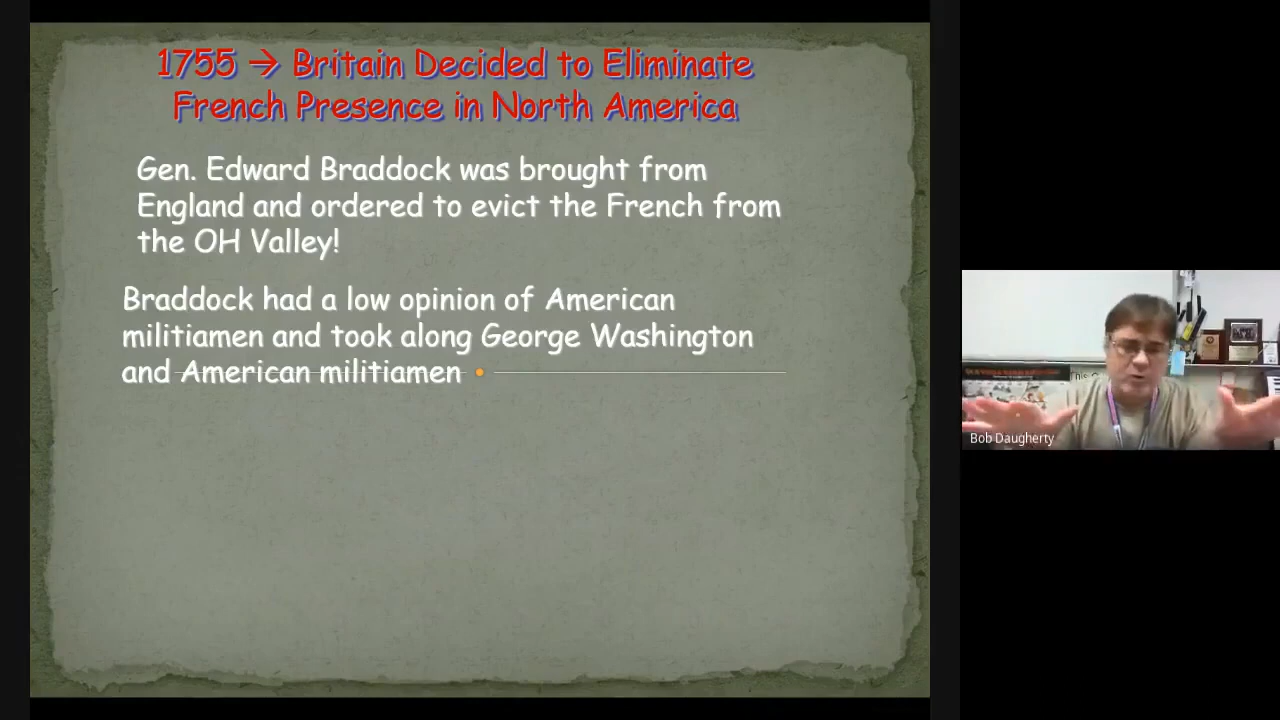 1755 → Britain Decided to Eliminate
French Presence in North America
Gen. Edward Braddock was brought from
England and ordered to evict the French from
the OH Valley!
Braddock had a low opinion of American
militiamen and took along George Washington
and American militiamen
This
Bob Daugherty